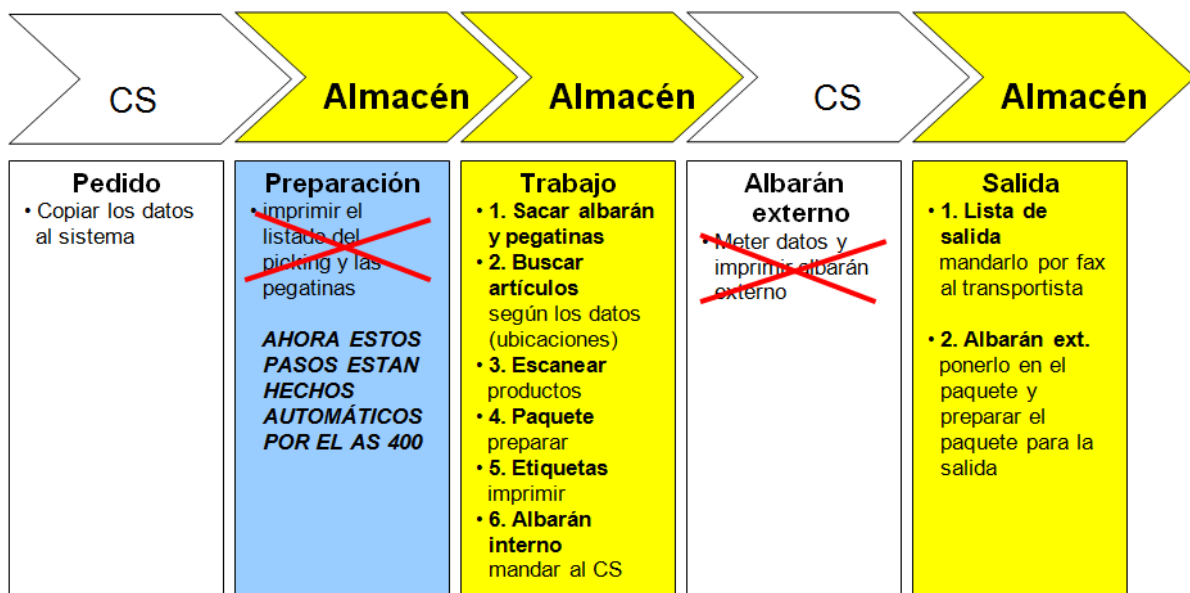 CS
Almacén
Almacén
CS
Almacén
Pedido
• Copiar los datos
al sistema
Preparación
• imprimir el
listado del
picking y las
pegatinas
AHORA ESTOS
PASOS ESTAN
HECHOS
AUTOMÁTICOS
POR EL AS 400
Trabajo
• 1. Sacar albarán
y pegatinas
• 2. Buscar
artículos
según los datos
(ubicaciones)
• 3. Escanear
productos
• 4. Paquete
preparar
• 5. Etiquetas
imprimir
• 6. Albarán
interno
mandar al CS
Albarán
externo
• Meter datos y
imprimir albarán
externo
Salida
• 1. Lista de
salida
mandarlo por fax
al transportista
• 2. Albarán ext.
ponerlo en el
paquete y
preparar el
paquete para la
salida